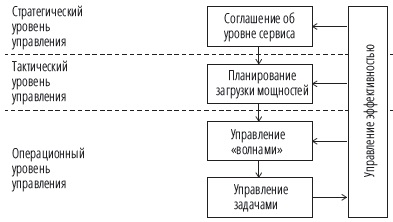 Стратегический
уровень
управления
Соглашение об
уровне сервиса
Тактический
уровень
управления
Планирование
загрузки мощностей
Операционный
уровень
управления
Управление
«волнами»
Управление
задачами
Управление эффективностью